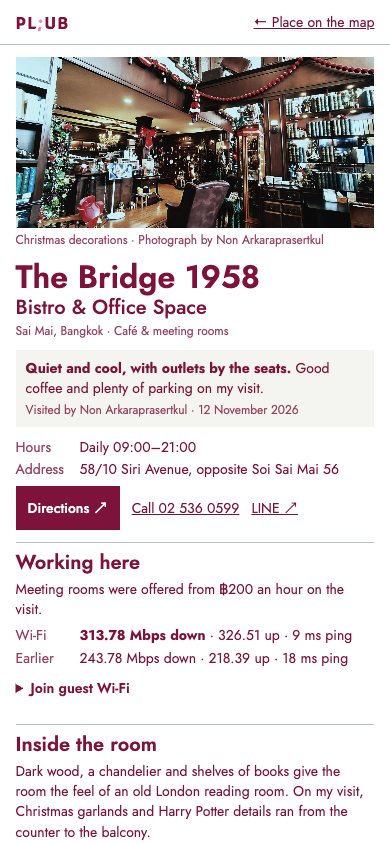 PL;UB
← Place on the map
Christmas decorations · Photograph by Non Arkaraprasertkul
The Bridge 1958
Bistro & Office Space
Sai Mai, Bangkok · Café & meeting rooms
Quiet and cool, with outlets by the seats. Good
coffee and plenty of parking on my visit.
Visited by Non Arkaraprasertkul · 12 November 2026
Hours Daily 09:00–21:00
Address 58/10 Siri Avenue, opposite Soi Sai Mai 56
Directions ↗ Call 02 536 0599 LINE ↗
Working here
Meeting rooms were offered from ฿200 an hour on the
visit.
Wi-Fi 313.78 Mbps down · 326.51 up · 9 ms ping
Earlier 243.78 Mbps down · 218.39 up · 18 ms ping
▶ Join guest Wi-Fi
Inside the room
Dark wood, a chandelier and shelves of books give the
room the feel of an old London reading room. On my visit,
Christmas garlands and Harry Potter details ran from the
counter to the balcony.